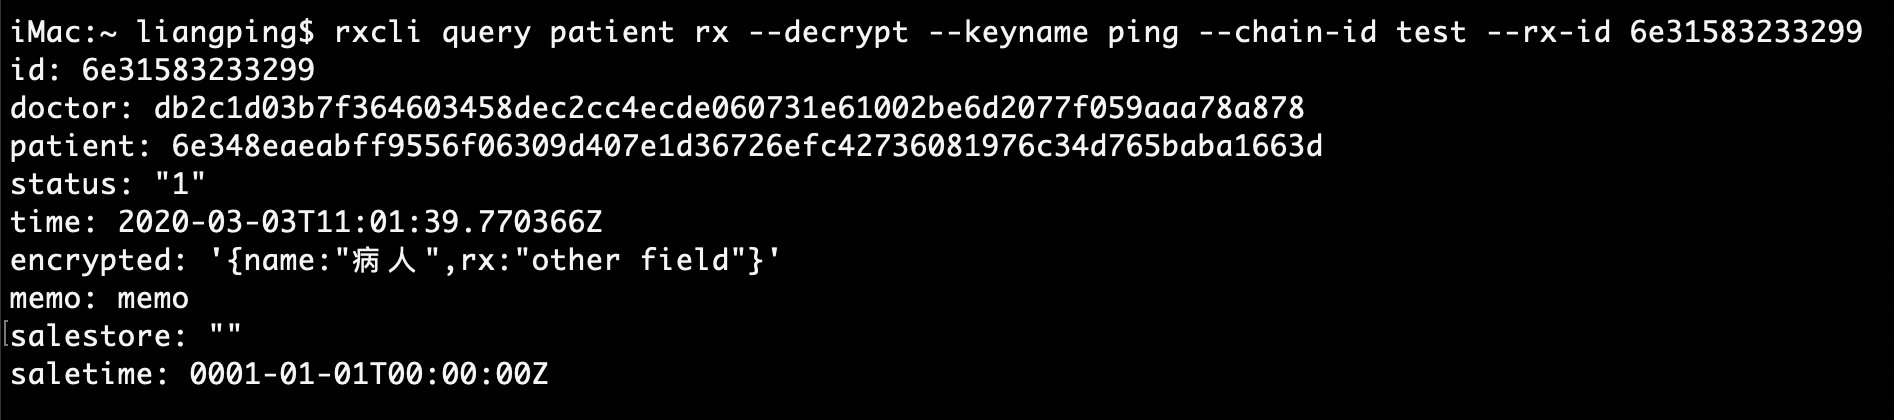 iMac:~ liangping$ rxcli query patient rx --decrypt --keyname ping --chain-id test --rx-id 6e31583233299
id: 6e31583233299
doctor: db2c1d03b7f364603458dec2cc4ecde060731e61002be6d2077f059aaa78a878
patient: 6e348eaeabff9556f06309d407e1d36726efc42736081976c34d765baba1663d
status: "1"
time: 2020-03-03T11:01:39.770366Z
encrypted: '{name:"病人",rx:"other field"}'
memo: memo
salestore: ""
saletime: 0001-01-01T00:00:00Z